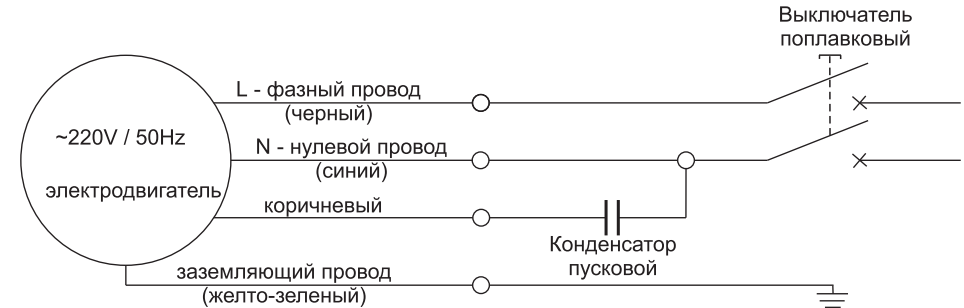 Выключатель
поплавковый
L - фазный провод
(черный)
~220V / 50Hz
N - нулевой провод
(синий)
электродвигатель
коричневый
Конденсатор
пусковой
заземляющий провод
(желто-зеленый)